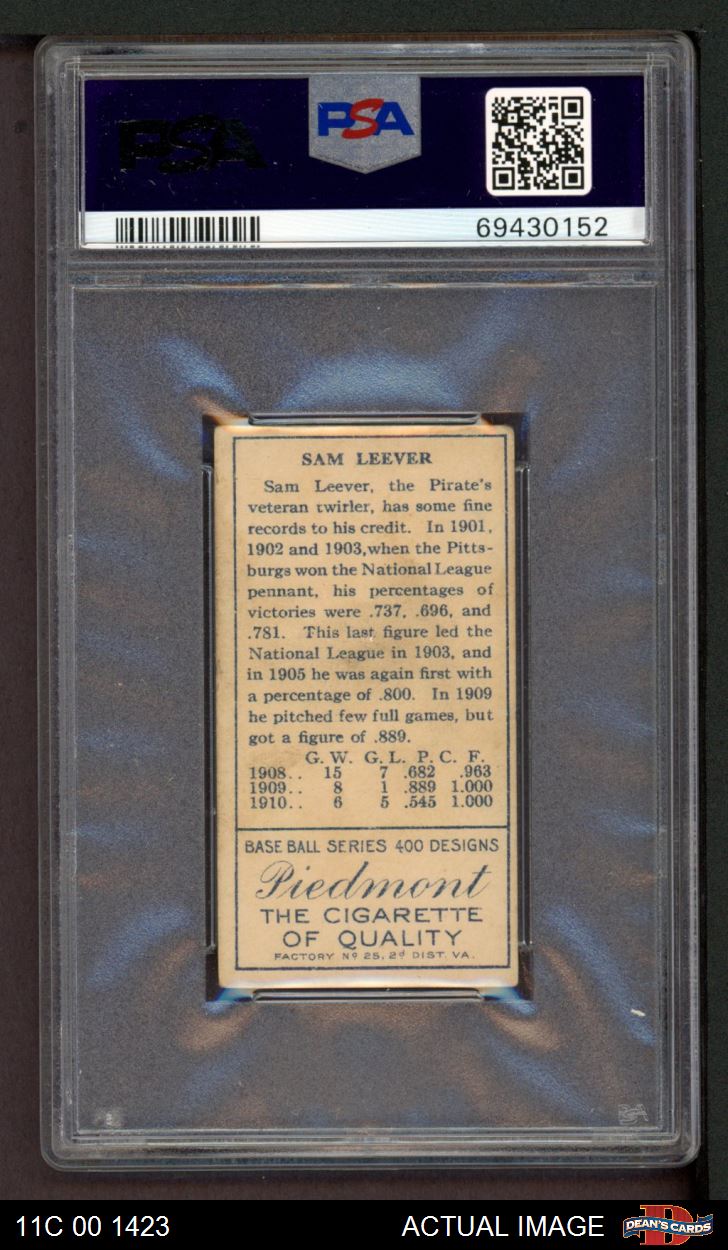 PSA
PSA
69430152
SAM LEEVER
Sam Leever, the Pirate's
veteran twirler, has some fine
records to his credit. In 1901,
1902 and 1903,when the Pitts-
burgs won the National League
pennant, his percentages of
victories were .737, .696, and
.781. This last figure led the
National League in 1903, and
in 1905 he was again first with
a percentage of .800. In 1909
he pitched few full games, but
got a figure of .889.
G. W. G. L. P. C. F.
1908.. 15 7 .682 .963
1909.. 8 1 .889 1.000
1910.. 6 5 .545 1.000
BASE BALL SERIES 400 DESIGNS
Piedmont
THE CIGARETTE
OF QUALITY
FACTORY Nº 25, 2d DIST. VA.
11C 00 1423
ACTUAL IMAGE
DEAN'S CARDS